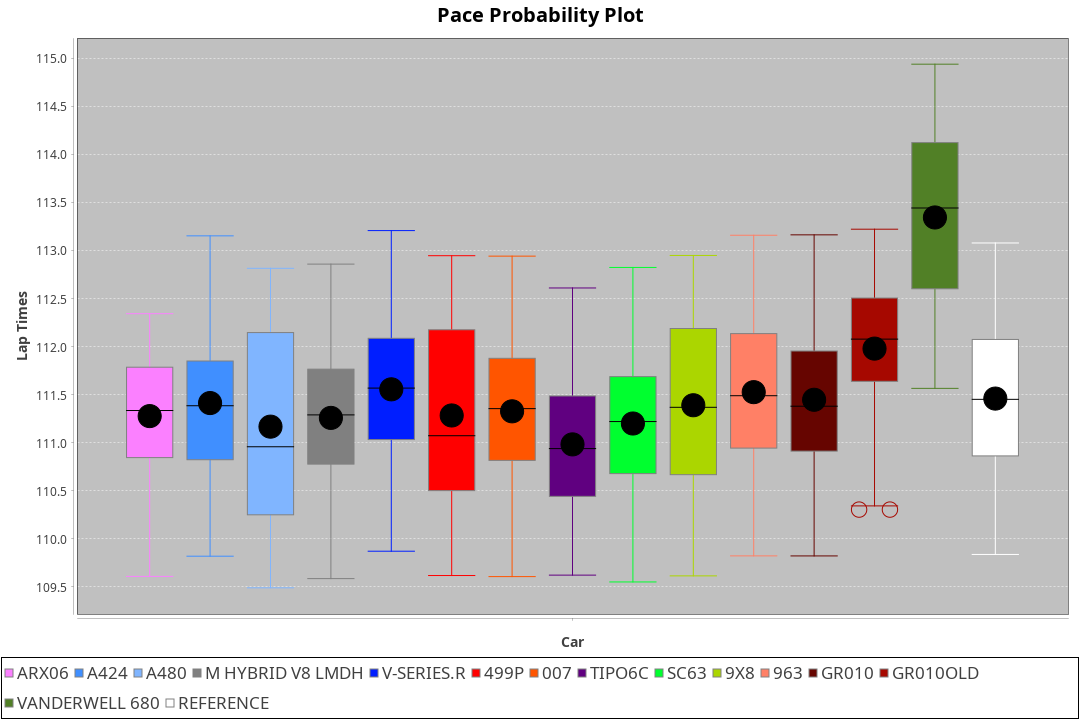 Pace Probability Plot
115.0
114.5
114.0
113.5
113.0
112.5
112.0
111.5
111.0
110.5
110.0
109.5
Lap Times
Car
ARX06 A424 A480 M HYBRID V8 LMDH V-SERIES.R 499P 007 TIPO6C SC63 9X8 963 GR010 GR010OLD
VANDERWELL 680 REFERENCE